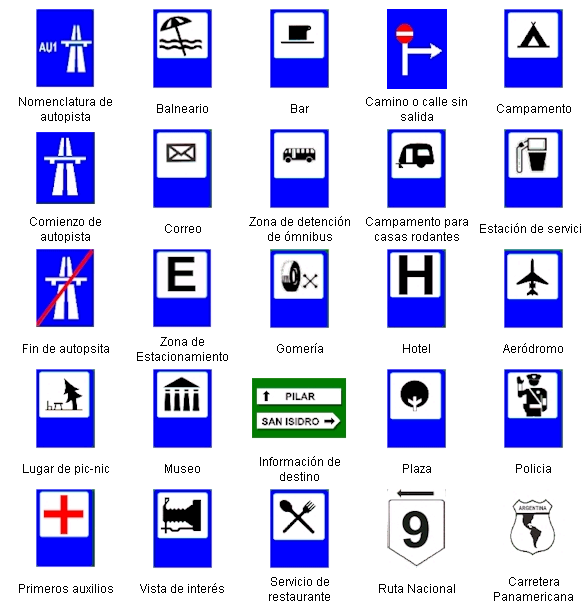 AU1
Nomenclatura de
autopista
Balneario
Bar
Camino o calle sin
salida
Campamento
Comienzo de
autopista
Correo
Zona de detención
de ómnibus
Campamento para
casas rodantes
Estación de servici
Fin de autopsita
E
Zona de
Estacionamiento
Gomería
H
Hotel
Aeródromo
Lugar de pic-nic
Museo
PILAR
SAN ISIDRO
Información de
destino
Plaza
Policia
Primeros auxilios
Vista de interés
Servicio de
restaurante
9
Ruta Nacional
ARGENTINA
Carretera
Panamericana